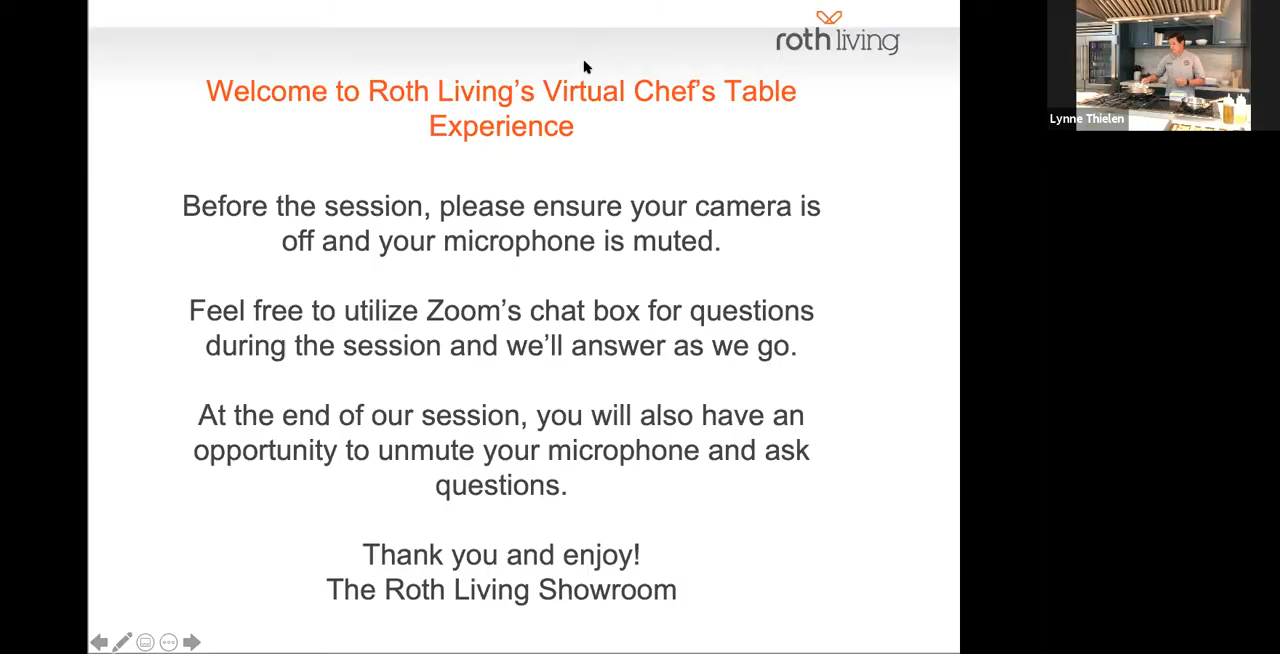 roth living
Lynne Thielen
Welcome to Roth Living’s Virtual Chef’s Table
Experience
Before the session, please ensure your camera is
off and your microphone is muted.
Feel free to utilize Zoom’s chat box for questions
during the session and we’ll answer as we go.
At the end of our session, you will also have an
opportunity to unmute your microphone and ask
questions.
Thank you and enjoy!
The Roth Living Showroom